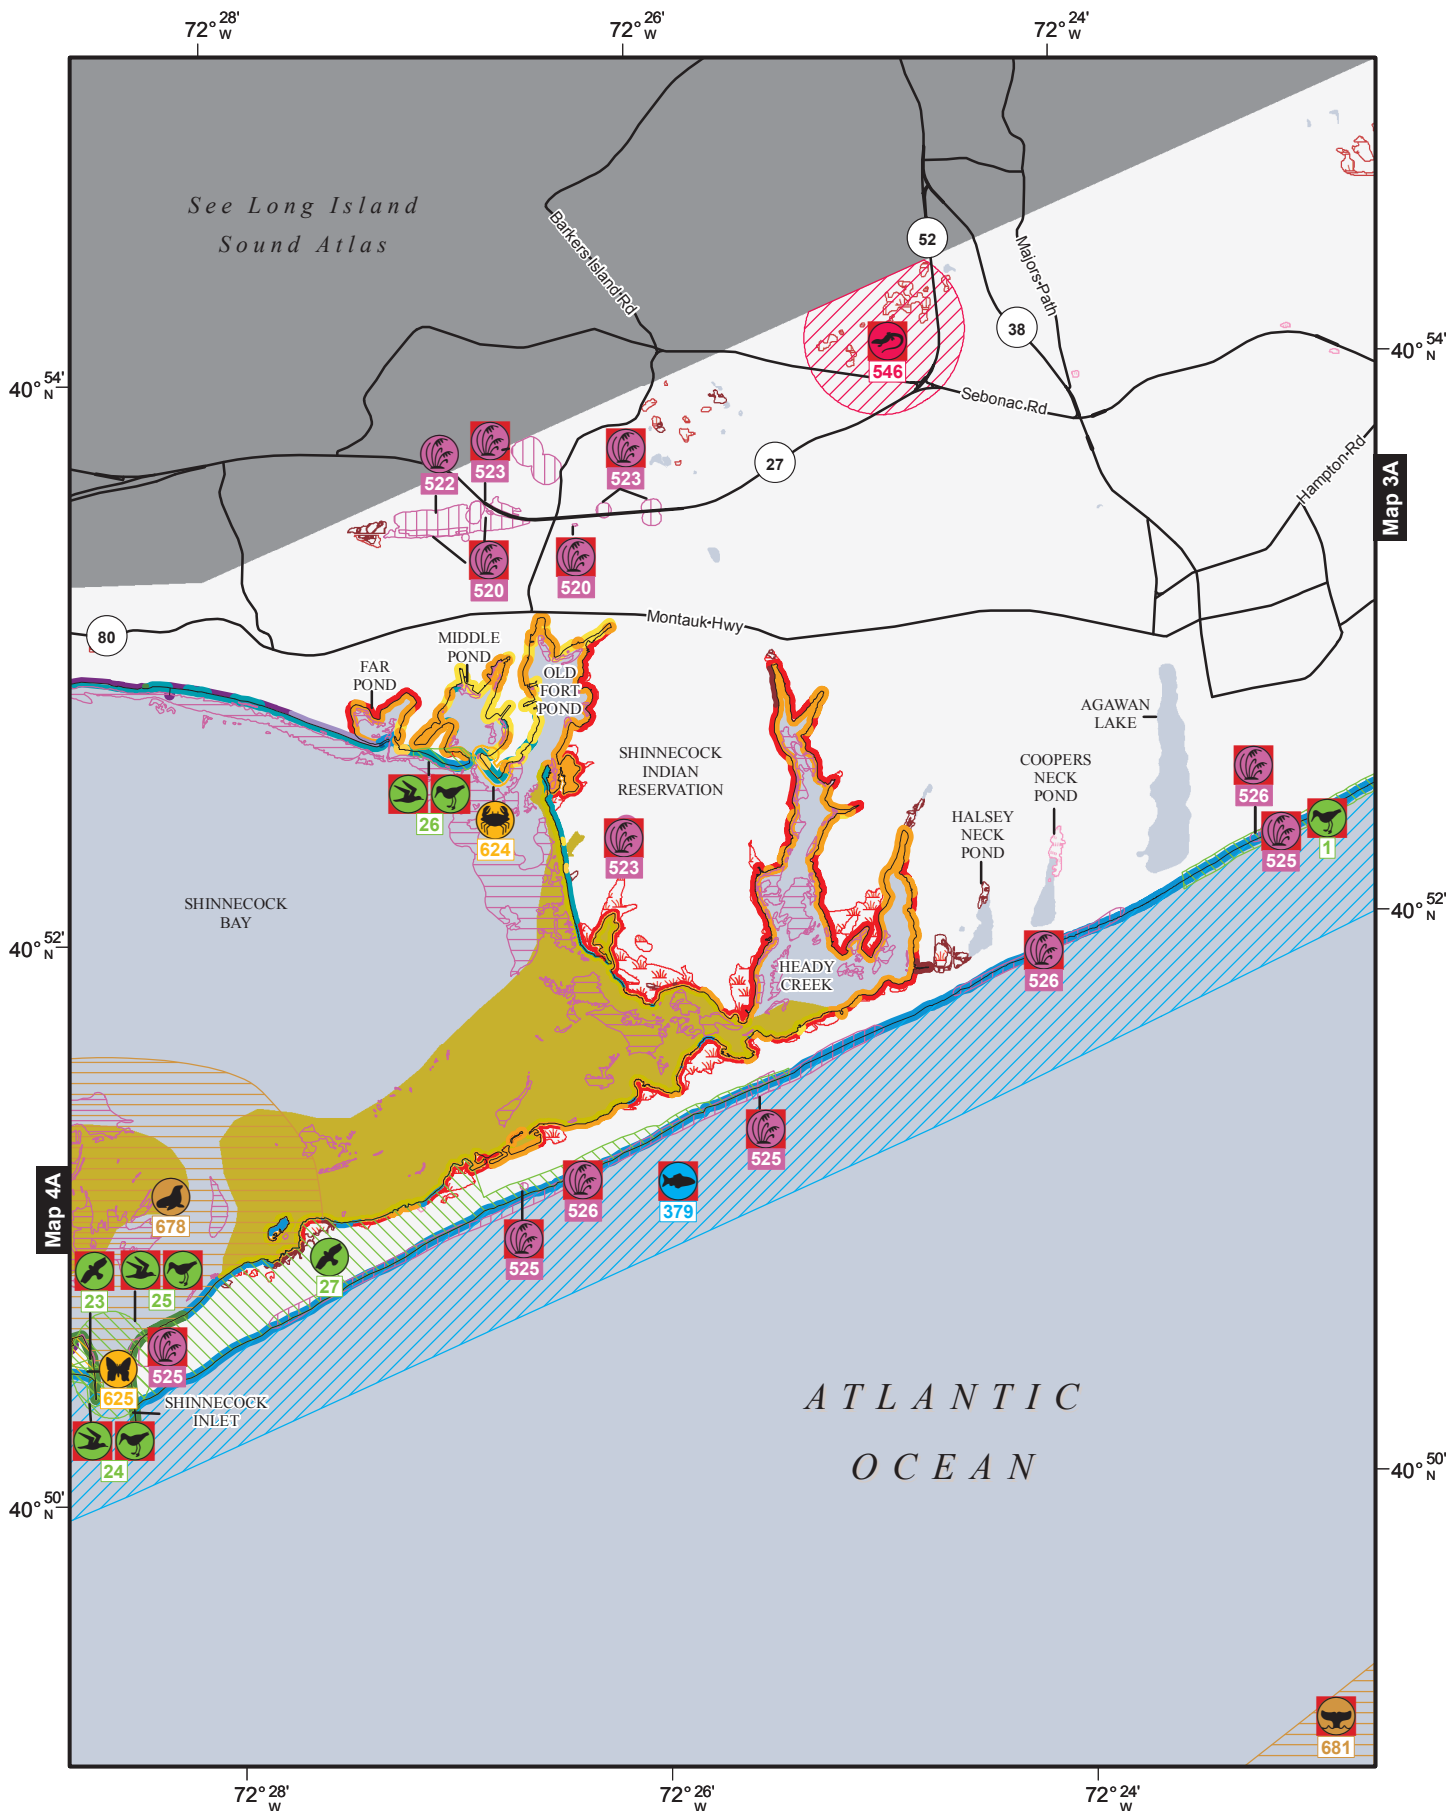 72° 28' W
72° 26' W
72° 24' W
See Long Island
Sound Atlas
Barkers Island Rd
52
Majors Path
38
40° 54' N
546
40° 54' N
Sebonac Rd
27
Hampton Rd
Map 3A
522
523
523
520
520
80
Montauk Hwy
MIDDLE
POND
FAR
POND
OLD
FORT
POND
SHINNECOCK
INDIAN
RESERVATION
AGAWAN
LAKE
COOPERS
NECK
POND
HALSEY
NECK
POND
26
624
523
526
525
1
SHINNECOCK
BAY
40° 52' N
40° 52' N
HEADY
CREEK
526
525
Map 4A
678
526
379
525
23
25
27
525
625
SHINNECOCK
INLET
24
ATLANTIC
OCEAN
40° 50' N
40° 50' N
681
72° 28' W
72° 26' W
72° 24' W